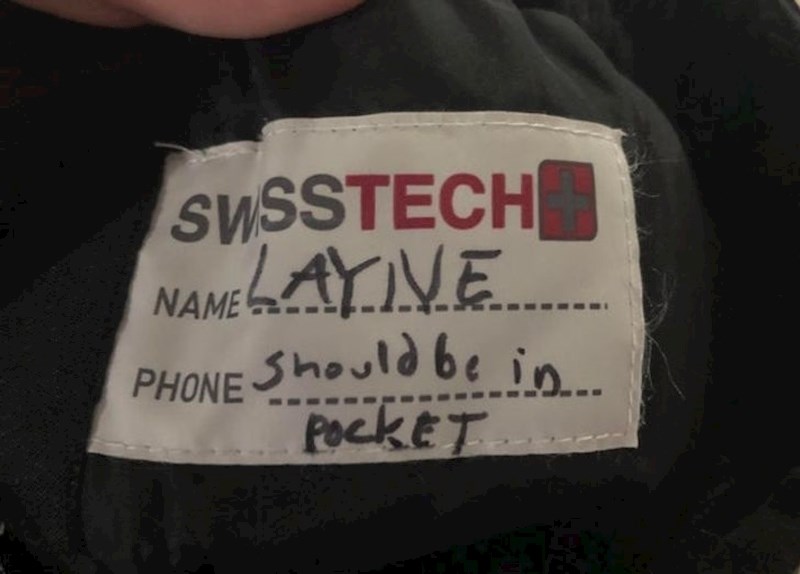 SWISSTECH
NAME LAYNE
PHONE should be in
POCKET